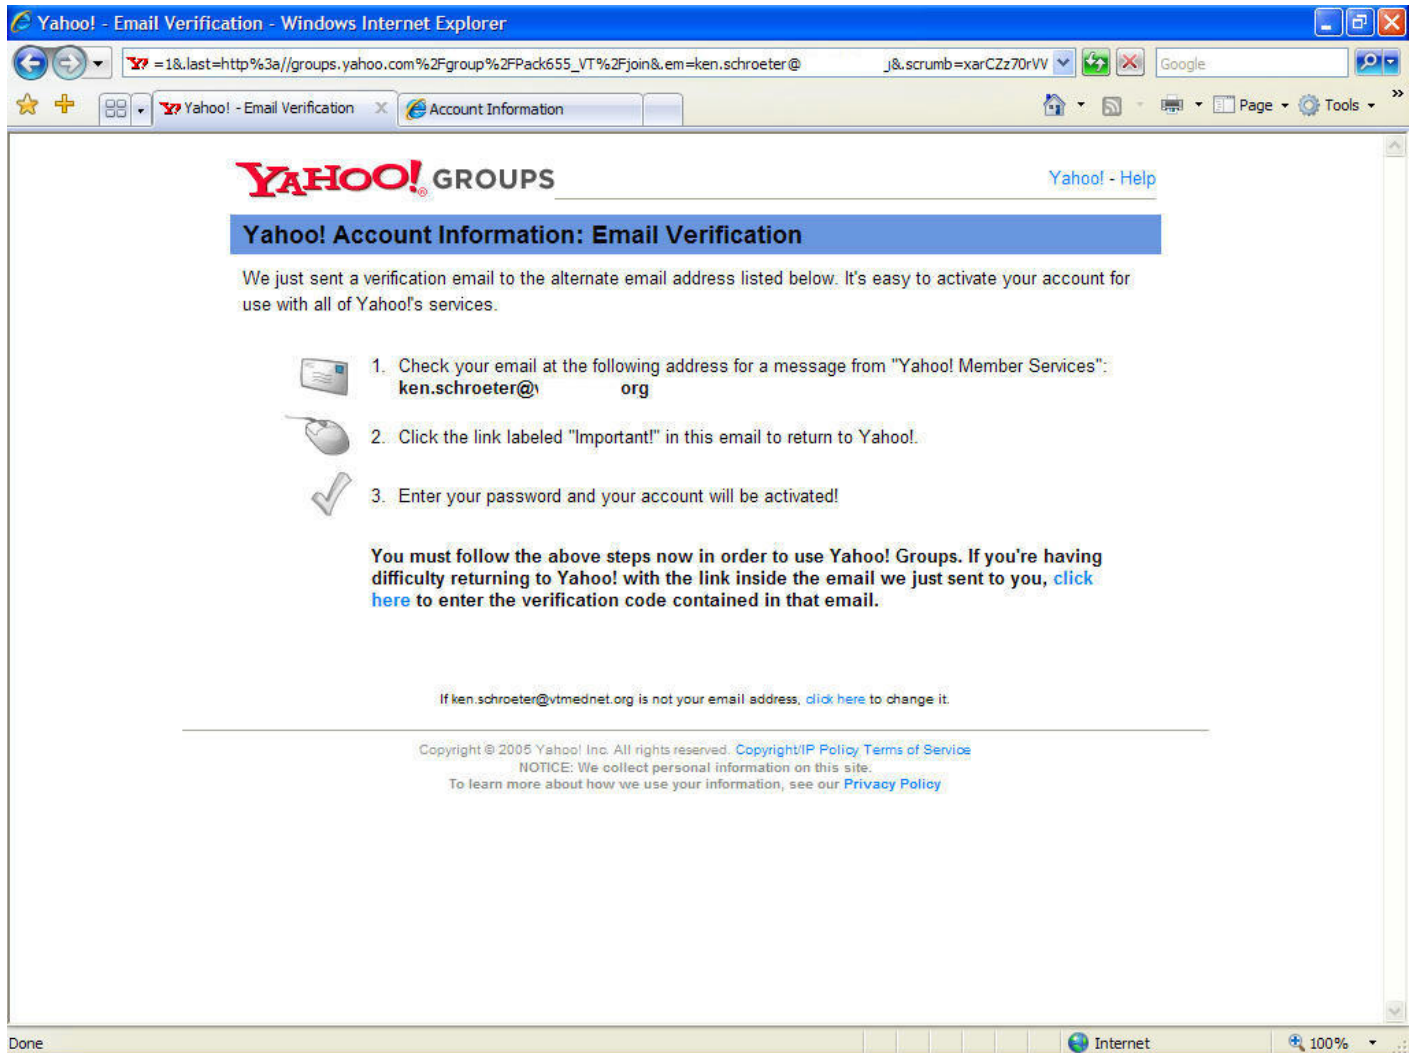 Yahoo! - Email Verification - Windows Internet Explorer
=1&.last=http%3a//groups.yahoo.com%2Fgroup%2FPack655_VT%2Fjoin&.em=ken.schroeter@ j&.scrumb=xarCZz70rVV
Google
Yahoo! - Email Verification
Account Information
Page
Tools
YAHOO! GROUPS
Yahoo! - Help
Yahoo! Account Information: Email Verification
We just sent a verification email to the alternate email address listed below. It's easy to activate your account for
use with all of Yahoo!'s services.
1. Check your email at the following address for a message from "Yahoo! Member Services":
ken.schroeter@ org
2. Click the link labeled "Important!" in this email to return to Yahoo!.
3. Enter your password and your account will be activated!
You must follow the above steps now in order to use Yahoo! Groups. If you're having
difficulty returning to Yahoo! with the link inside the email we just sent to you, click
here to enter the verification code contained in that email.
If ken.schroeter@vtmednet.org is not your email address, click here to change it.
Copyright © 2005 Yahoo! Inc. All rights reserved. Copyright/IP Policy Terms of Service
NOTICE: We collect personal information on this site.
To learn more about how we use your information, see our Privacy Policy
Done
Internet
100%